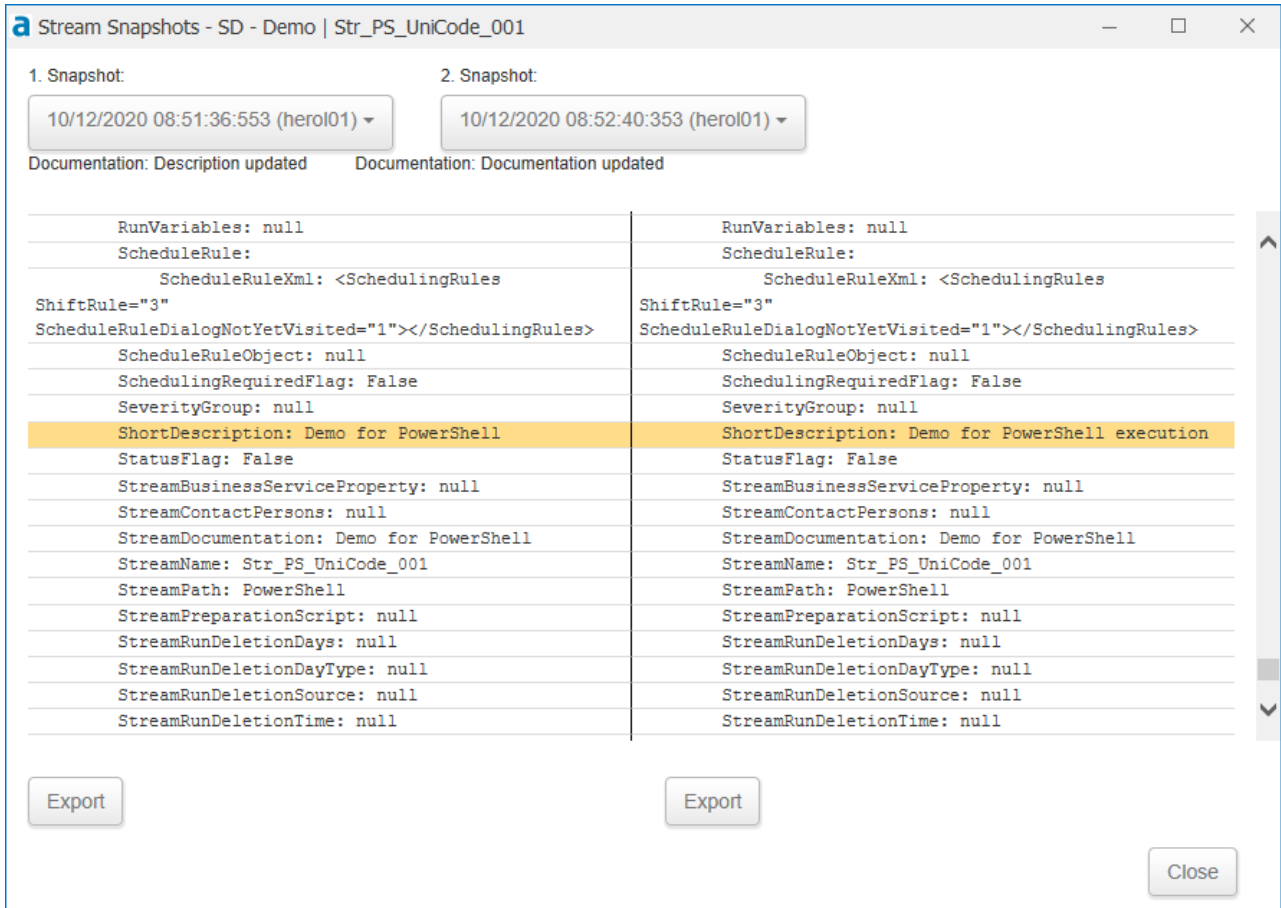 a Stream Snapshots - SD - Demo | Str_PS_UniCode_001
1. Snapshot:
2. Snapshot:
10/12/2020 08:51:36:553 (herol01)
10/12/2020 08:52:40:353 (herol01)
Documentation: Description updated
Documentation: Documentation updated
RunVariables: null
ScheduleRule:
ScheduleRuleXml: <SchedulingRules
ShiftRule="3"
ScheduleRuleDialogNotYetVisited="1"></SchedulingRules>
ScheduleRuleObject: null
SchedulingRequiredFlag: False
SeverityGroup: null
ShortDescription: Demo for PowerShell
StatusFlag: False
StreamBusinessServiceProperty: null
StreamContactPersons: null
StreamDocumentation: Demo for PowerShell
StreamName: Str_PS_UniCode_001
StreamPath: PowerShell
StreamPreparationScript: null
StreamRunDeletionDays: null
StreamRunDeletionDayType: null
StreamRunDeletionSource: null
StreamRunDeletionTime: null
RunVariables: null
ScheduleRule:
ScheduleRuleXml: <SchedulingRules
ShiftRule="3"
ScheduleRuleDialogNotYetVisited="1"></SchedulingRules>
ScheduleRuleObject: null
SchedulingRequiredFlag: False
SeverityGroup: null
ShortDescription: Demo for PowerShell execution
StatusFlag: False
StreamBusinessServiceProperty: null
StreamContactPersons: null
StreamDocumentation: Demo for PowerShell
StreamName: Str_PS_UniCode_001
StreamPath: PowerShell
StreamPreparationScript: null
StreamRunDeletionDays: null
StreamRunDeletionDayType: null
StreamRunDeletionSource: null
StreamRunDeletionTime: null
Export
Export
Close